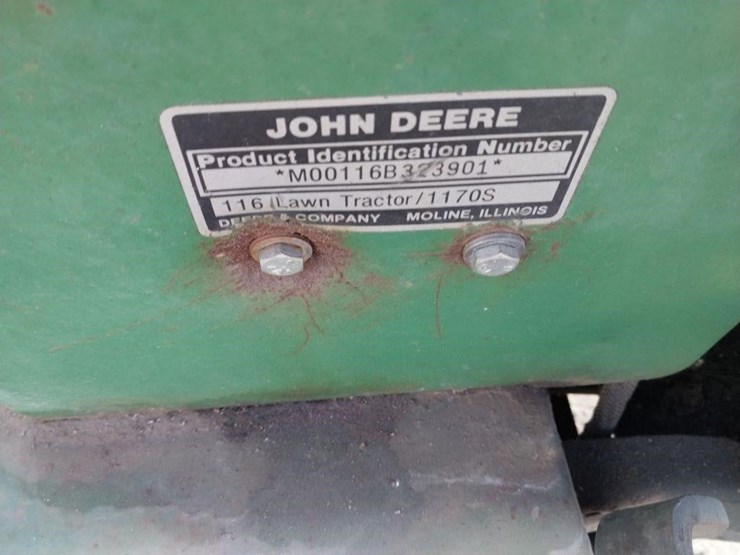 JOHN DEERE
Product Identification Number
*M00116B323901*
116 Lawn Tractor/1170S
DEERE & COMPANY MOLINE, ILLINOIS